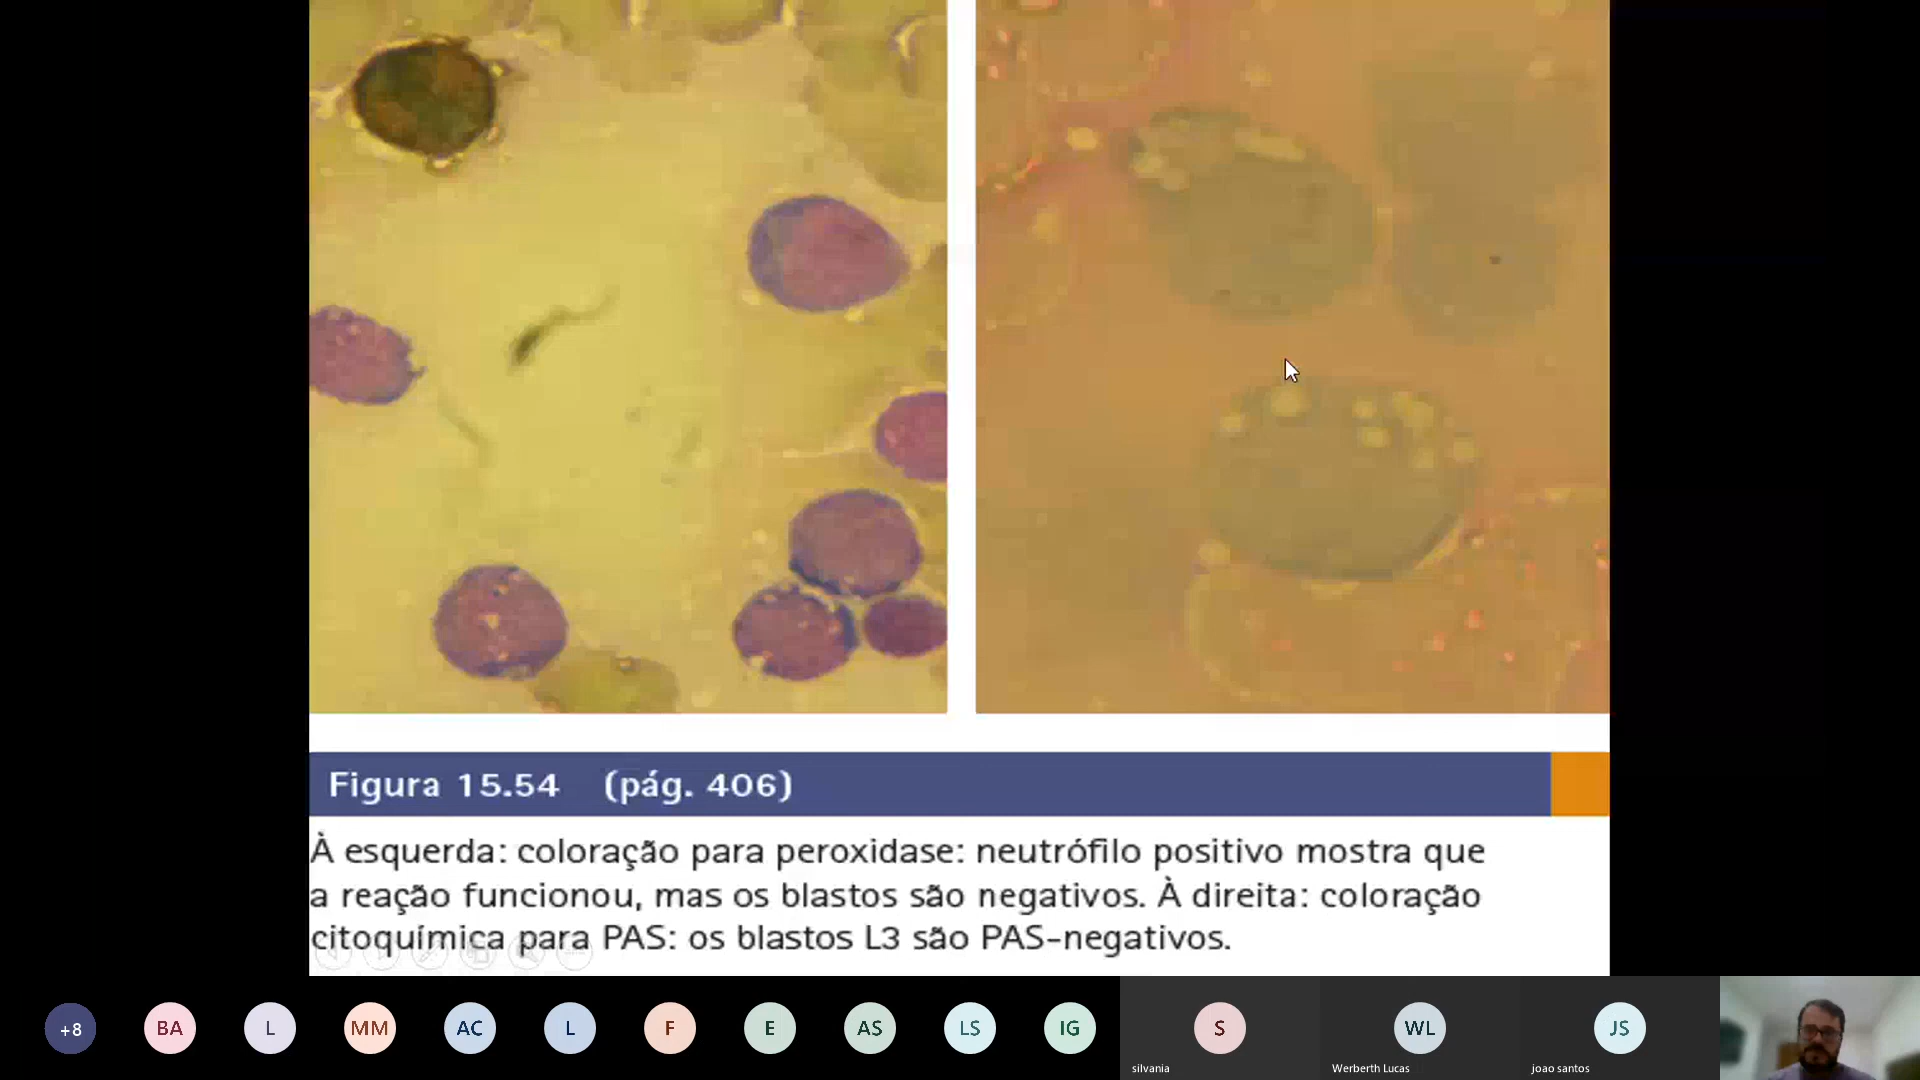 Figura 15.54 (pág. 406)
À esquerda: coloração para peroxidase: neutrófilo positivo mostra que
a reação funcionou, mas os blastos são negativos. À direita: coloração
citoquímica para PAS: os blastos L3 são PAS-negativos.
+8
BA
L
MM
AC
L
F
E
AS
LS
IG
S
WL
JS
silvania
Werberth Lucas
joao santos